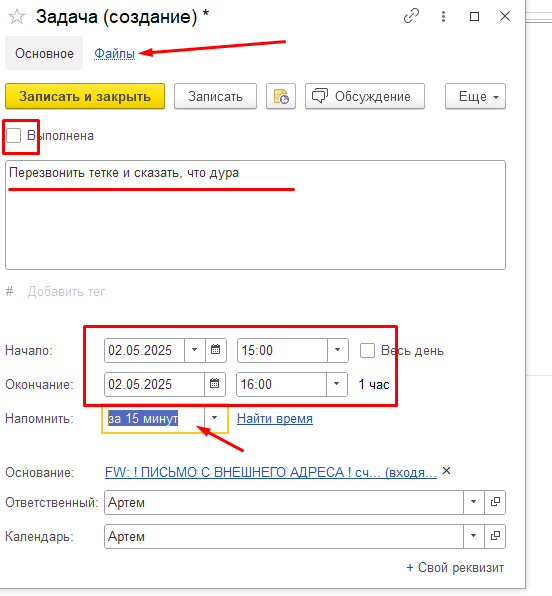 Задача (создание) *
Основное Файлы
Записать и закрыть Записать Обсуждение Еще
Выполнена
Перезвонить тетке и сказать, что дура
# Добавить тег
Начало: 02.05.2025 15:00 Весь день
Окончание: 02.05.2025 16:00 1 час
Напомнить: за 15 минут Найти время
Основание: FW: ! ПИСЬМО С ВНЕШНЕГО АДРЕСА ! сч... (входя...
Ответственный: Артем
Календарь: Артем
+ Свой реквизит